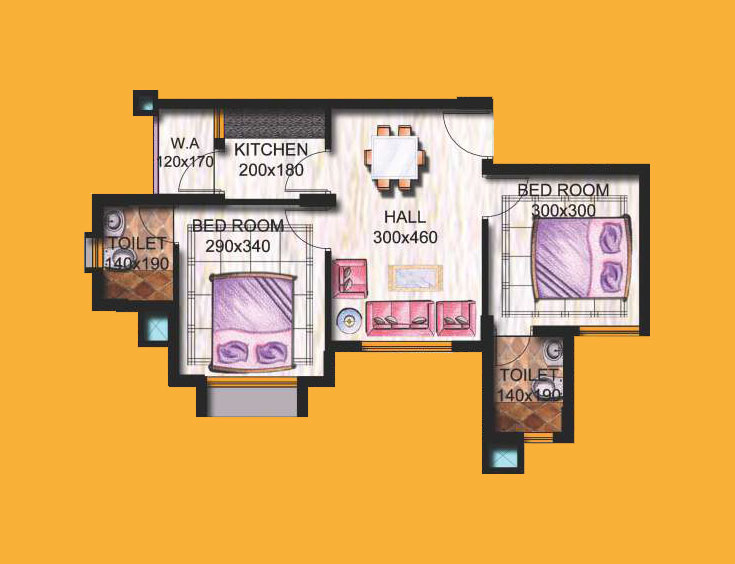 W.A
120x170
KITCHEN
200x180
HALL
300x460
BED ROOM
300x300
BED ROOM
290x340
TOILET
140x190
TOILET
140x190